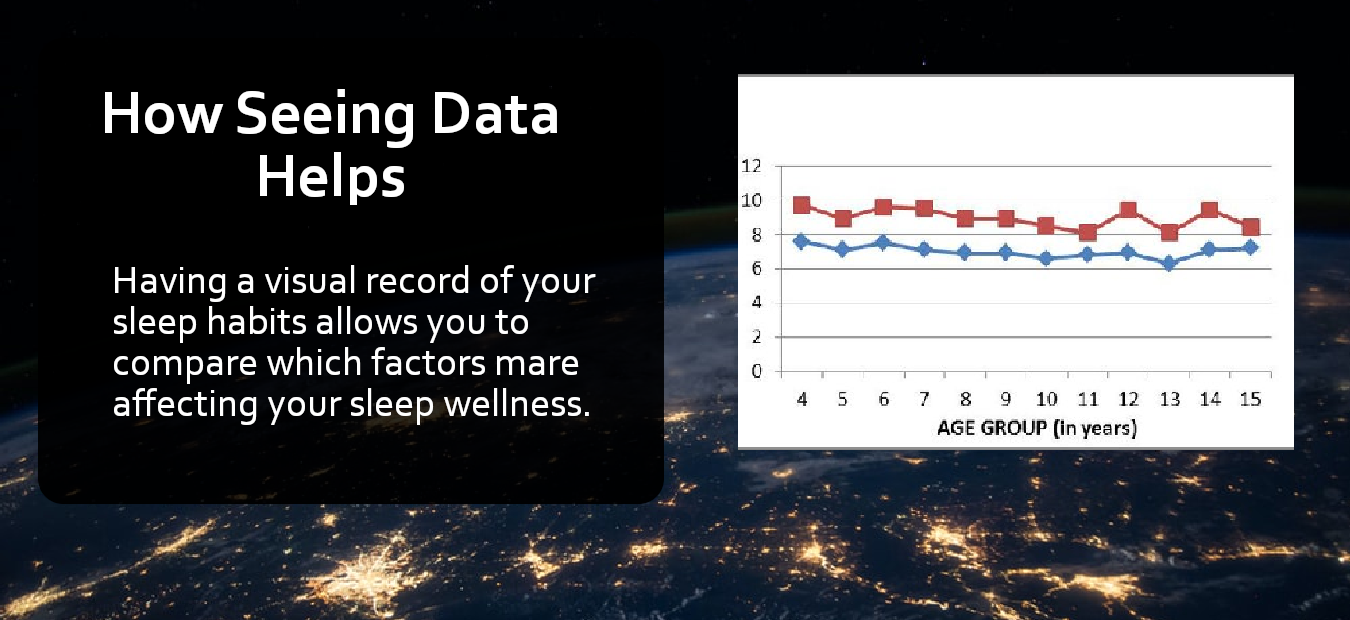 How Seeing Data
Helps
Having a visual record of your
sleep habits allows you to
compare which factors mare
affecting your sleep wellness.
12
10
8
6
4
2
0
4 5 6 7 8 9 10 11 12 13 14 15
AGE GROUP (in years)